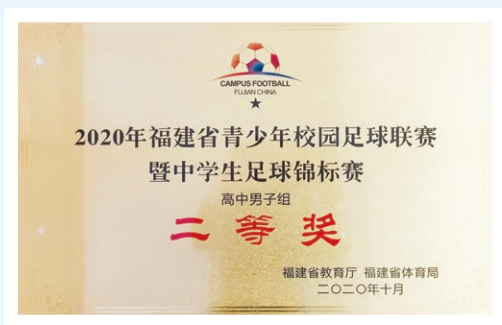 CAMPUS FOOTBALL
FUJIAN CHINA
2020年福建省青少年校园足球联赛
暨中学生足球锦标赛
高中男子组
二等奖
福建省教育厅 福建省体育局
二〇二〇年十月